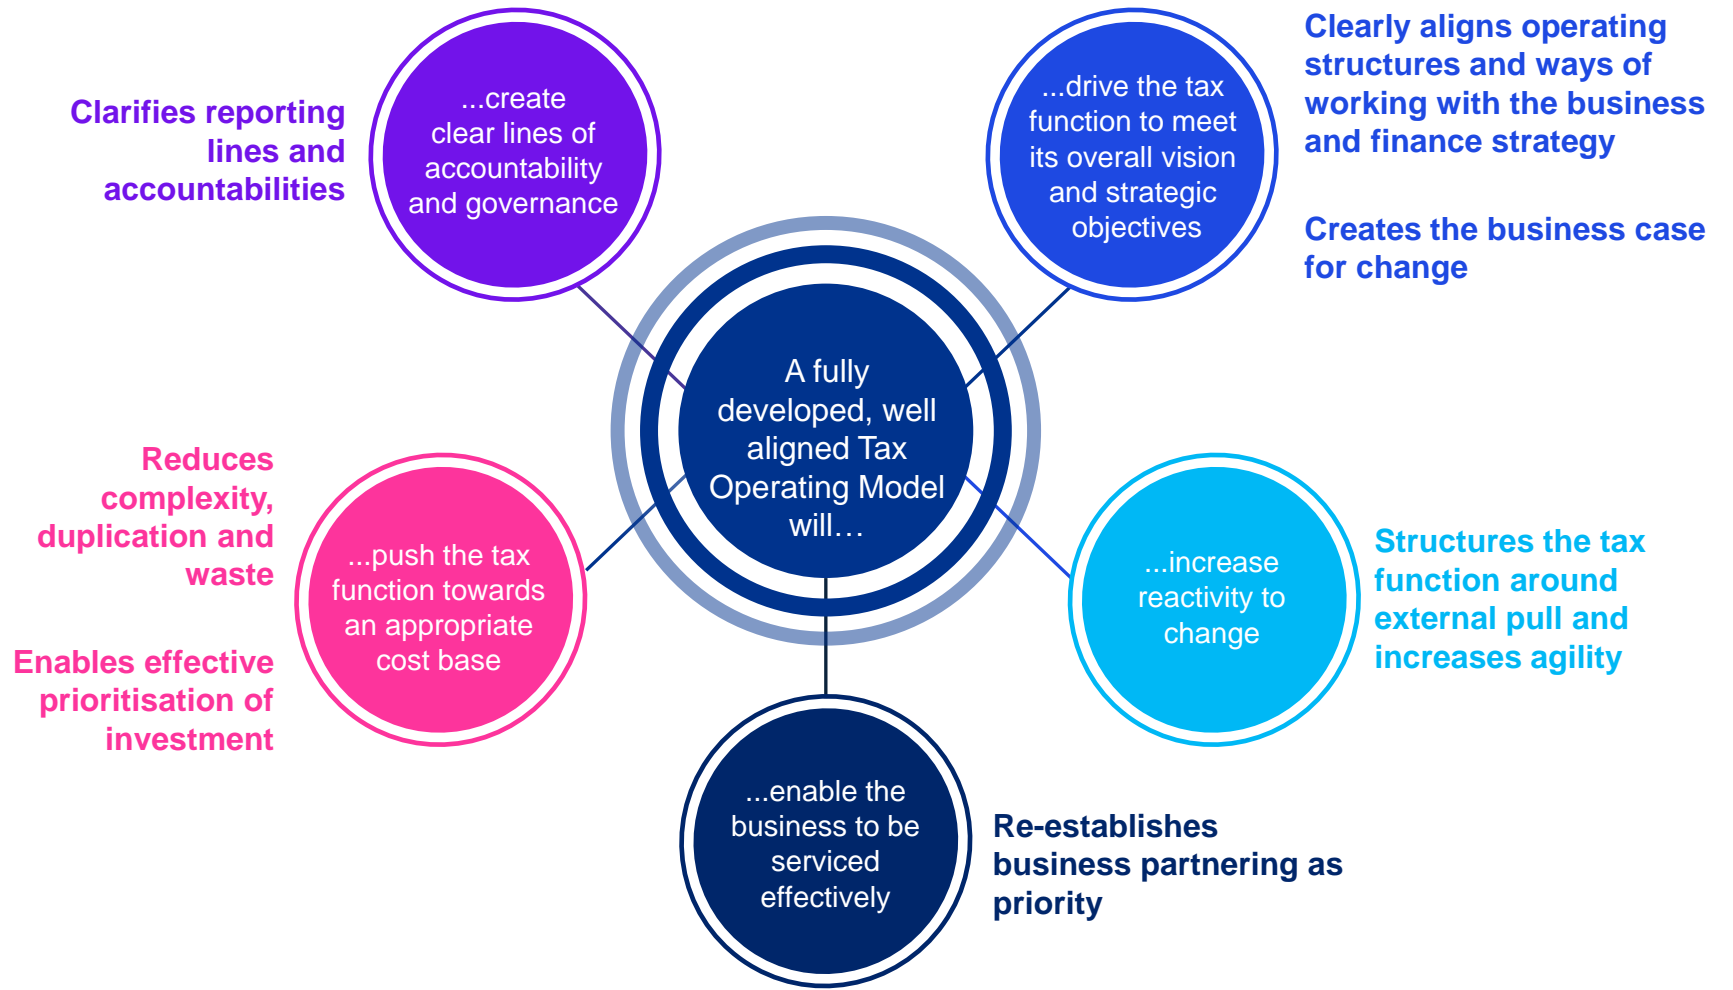 ...create
clear lines of
accountability
and governance
Clarifies reporting
lines and
accountabilities
...drive the tax
function to meet
its overall vision
and strategic
objectives
Clearly aligns operating
structures and ways of
working with the business
and finance strategy
Creates the business case
for change
A fully
developed, well
aligned Tax
Operating Model
will…
Reduces
complexity,
duplication and
waste
Enables effective
prioritisation of
investment
...push the tax
function towards
an appropriate
cost base
...increase
reactivity to
change
Structures the tax
function around
external pull and
increases agility
...enable the
business to be
serviced
effectively
Re-establishes
business partnering as
priority